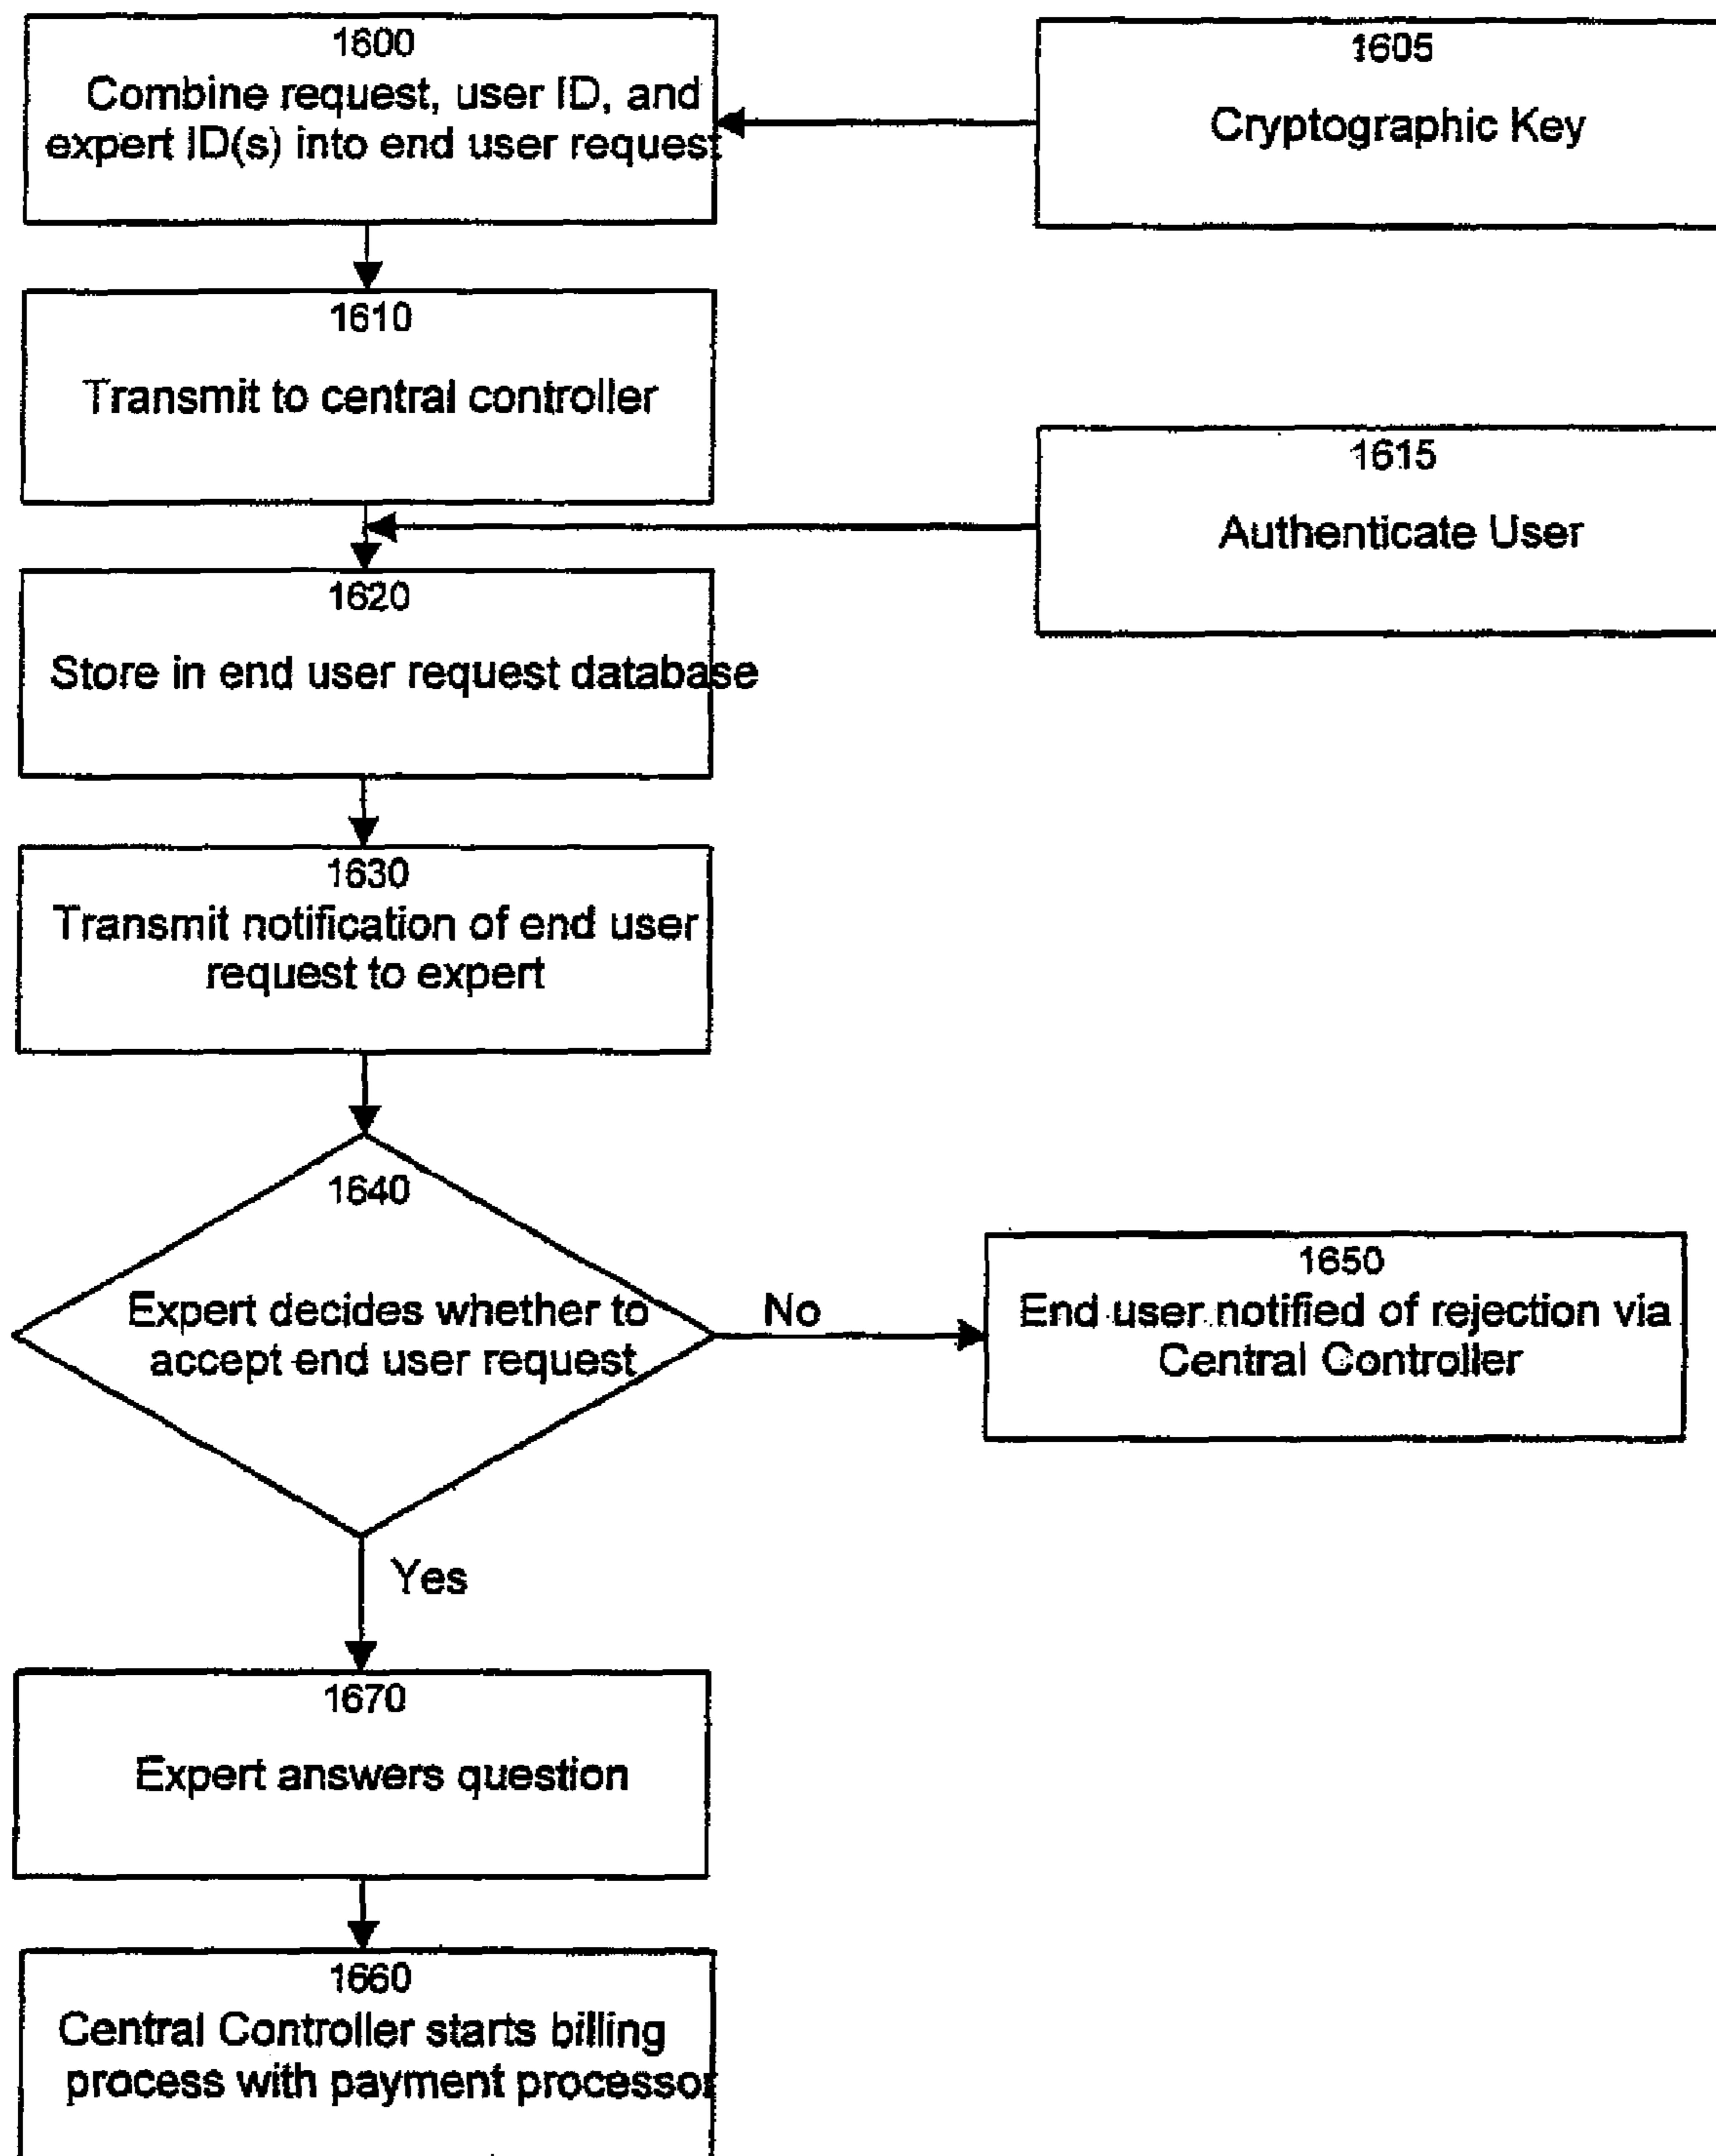 1600
Combine request, user ID, and
expert ID(s) into end user request
1605
Cryptographic Key
1610
Transmit to central controller
1615
Authenticate User
1620
Store in end user request database
1630
Transmit notification of end user
request to expert
1640
Expert decides whether to
accept end user request
No
1650
End user notified of rejection via
Central Controller
Yes
1670
Expert answers question
1660
Central Controller starts billing
process with payment processor